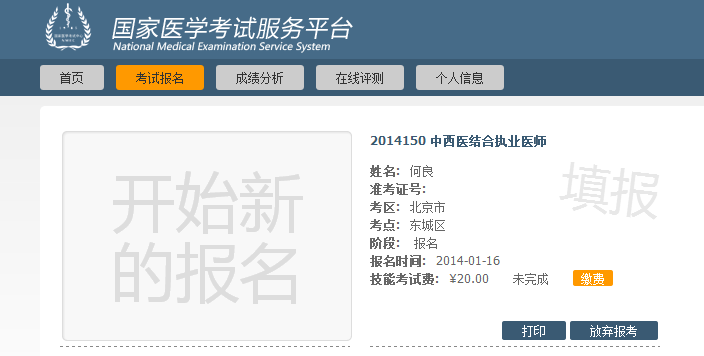 国家医学考试服务平台
National Medical Examination Service System
首页 考试报名 成绩分析 在线评测 个人信息
开始新
的报名
2014150 中西医结合执业医师
填报
姓名: 何良
准考证号:
考区: 北京市
考点: 东城区
阶段: 报名
报名时间: 2014-01-16
技能考试费: ¥20.00 未完成 缴费
打印 放弃报考